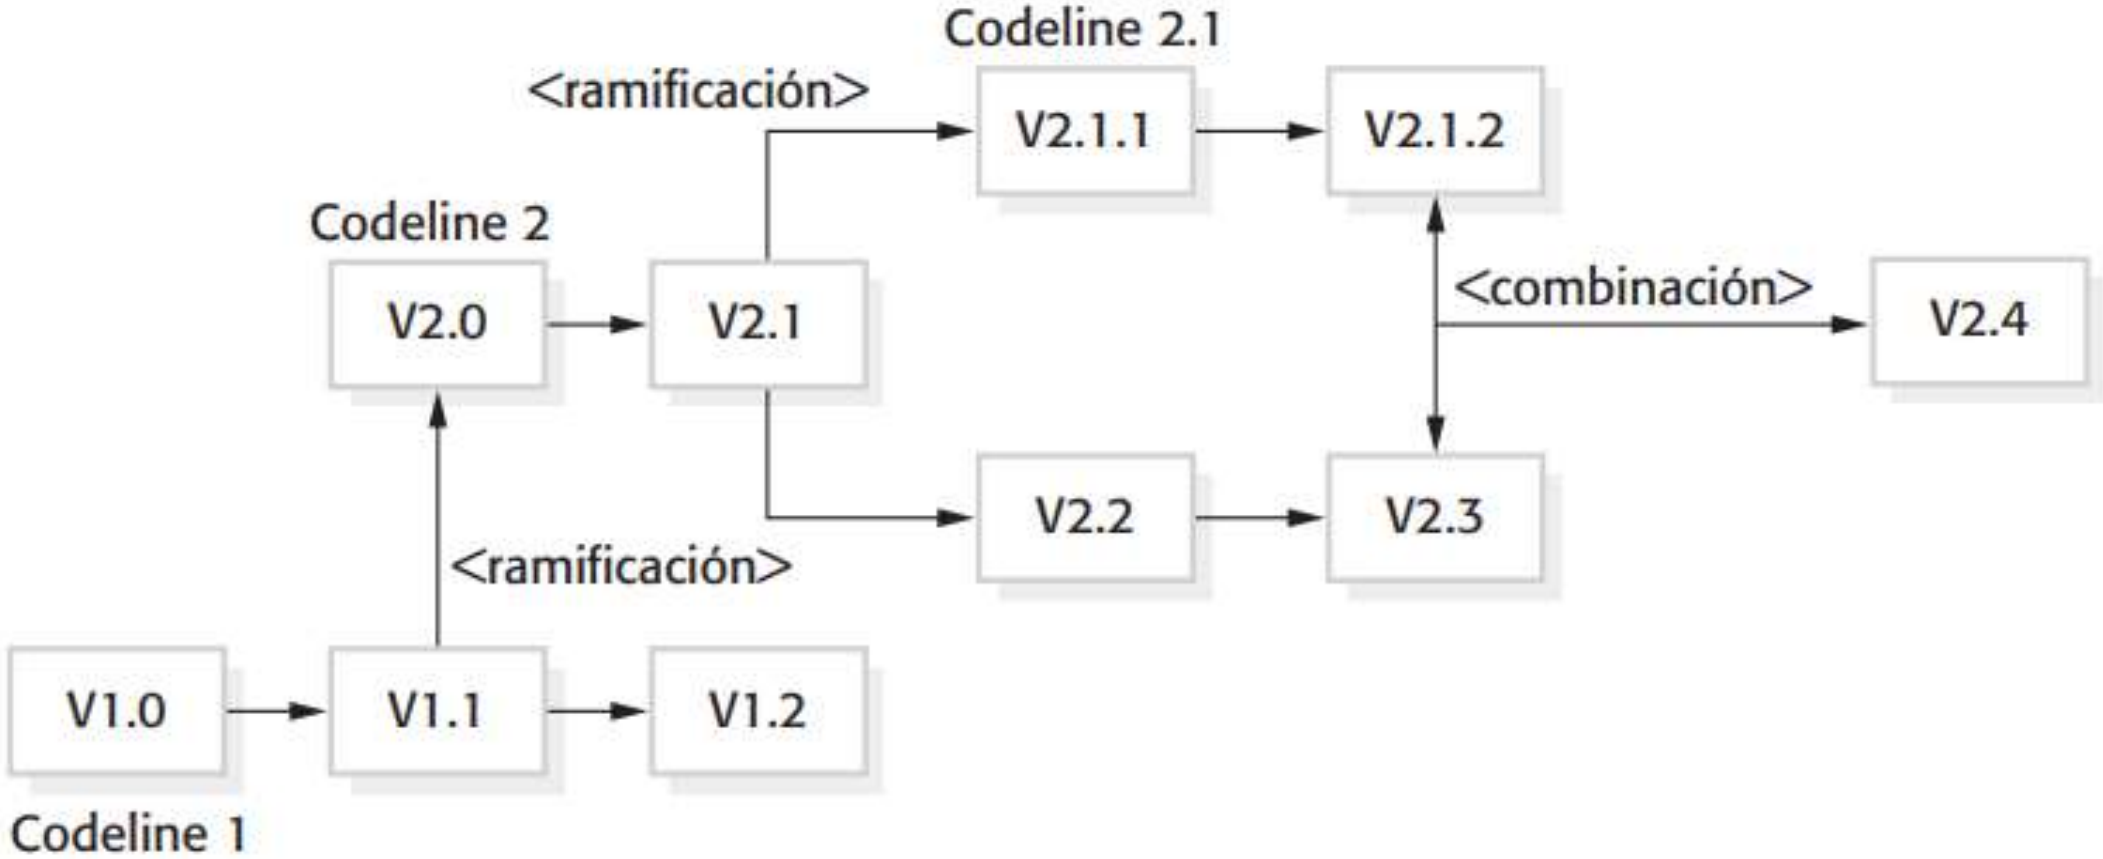 Codeline 2.1
<ramificación>
V2.1.1
V2.1.2
Codeline 2
V2.0
V2.1
<combinación>
V2.4
V2.2
V2.3
<ramificación>
V1.0
V1.1
V1.2
Codeline 1